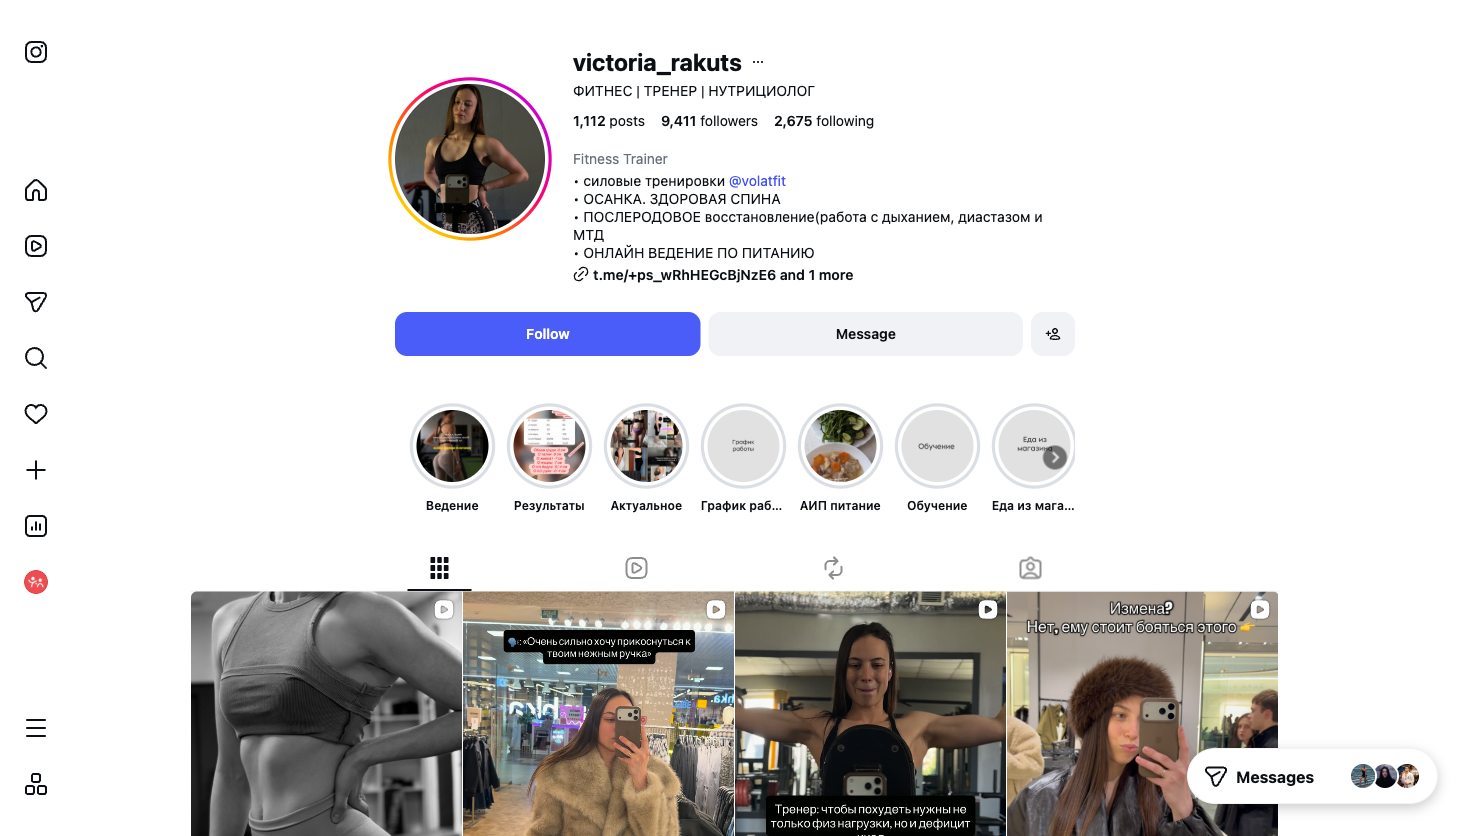 victoria_rakuts ...
ФИТНЕС | ТРЕНЕР | НУТРИЦИОЛОГ
1,112 posts 9,411 followers 2,675 following
Fitness Trainer
• силовые тренировки @volatfit
• ОСАНКА. ЗДОРОВАЯ СПИНА
• ПОСЛЕРОДОВОЕ восстановление(работа с дыханием, диастазом и
МТД
• ОНЛАЙН ВЕДЕНИЕ ПО ПИТАНИЮ
t.me/+ps_wRhHEGcBjNzE6 and 1 more
Follow
Message
График
работы
Обучение
Еда из
магазина
Ведение
Результаты
Актуальное
График раб...
АИП питание
Обучение
Еда из мага...
: «Очень сильно хочу прикоснуться к
твоим нежным ручка»
Тренер: чтобы похудеть нужны не
только физ нагрузки, но и дефицит
Измена?
Нет, ему стоит бояться этого
Messages